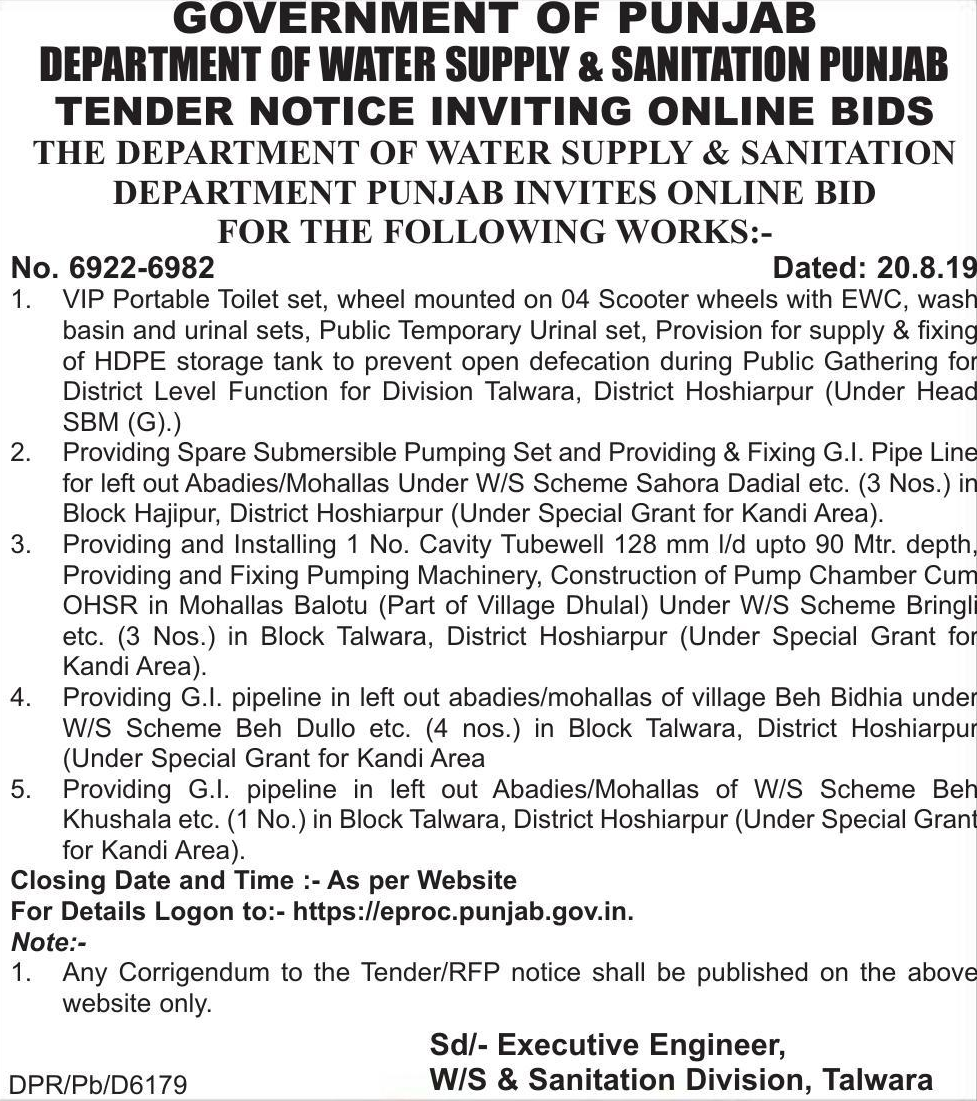 GOVERNMENT OF PUNJAB
DEPARTMENT OF WATER SUPPLY & SANITATION PUNJAB
TENDER NOTICE INVITING ONLINE BIDS
THE DEPARTMENT OF WATER SUPPLY & SANITATION
DEPARTMENT PUNJAB INVITES ONLINE BID
FOR THE FOLLOWING WORKS:-
No. 6922-6982 Dated: 20.8.19
1. VIP Portable Toilet set, wheel mounted on 04 Scooter wheels with EWC, wash
basin and urinal sets, Public Temporary Urinal set, Provision for supply & fixing
of HDPE storage tank to prevent open defecation during Public Gathering for
District Level Function for Division Talwara, District Hoshiarpur (Under Head
SBM (G).)
2. Providing Spare Submersible Pumping Set and Providing & Fixing G.I. Pipe Line
for left out Abadies/Mohallas Under W/S Scheme Sahora Dadial etc. (3 Nos.) in
Block Hajipur, District Hoshiarpur (Under Special Grant for Kandi Area).
3. Providing and Installing 1 No. Cavity Tubewell 128 mm I/d upto 90 Mtr. depth,
Providing and Fixing Pumping Machinery, Construction of Pump Chamber Cum
OHSR in Mohallas Balotu (Part of Village Dhulal) Under W/S Scheme Bringli
etc. (3 Nos.) in Block Talwara, District Hoshiarpur (Under Special Grant for
Kandi Area).
4. Providing G.I. pipeline in left out abadies/mohallas of village Beh Bidhia under
W/S Scheme Beh Dullo etc. (4 nos.) in Block Talwara, District Hoshiarpur
(Under Special Grant for Kandi Area
5. Providing G.I. pipeline in left out Abadies/Mohallas of W/S Scheme Beh
Khushala etc. (1 No.) in Block Talwara, District Hoshiarpur (Under Special Grant
for Kandi Area).
Closing Date and Time :- As per Website
For Details Logon to:- https://eproc.punjab.gov.in.
Note:-
1. Any Corrigendum to the Tender/RFP notice shall be published on the above
website only.
Sd/- Executive Engineer,
DPR/Pb/D6179 W/S & Sanitation Division, Talwara